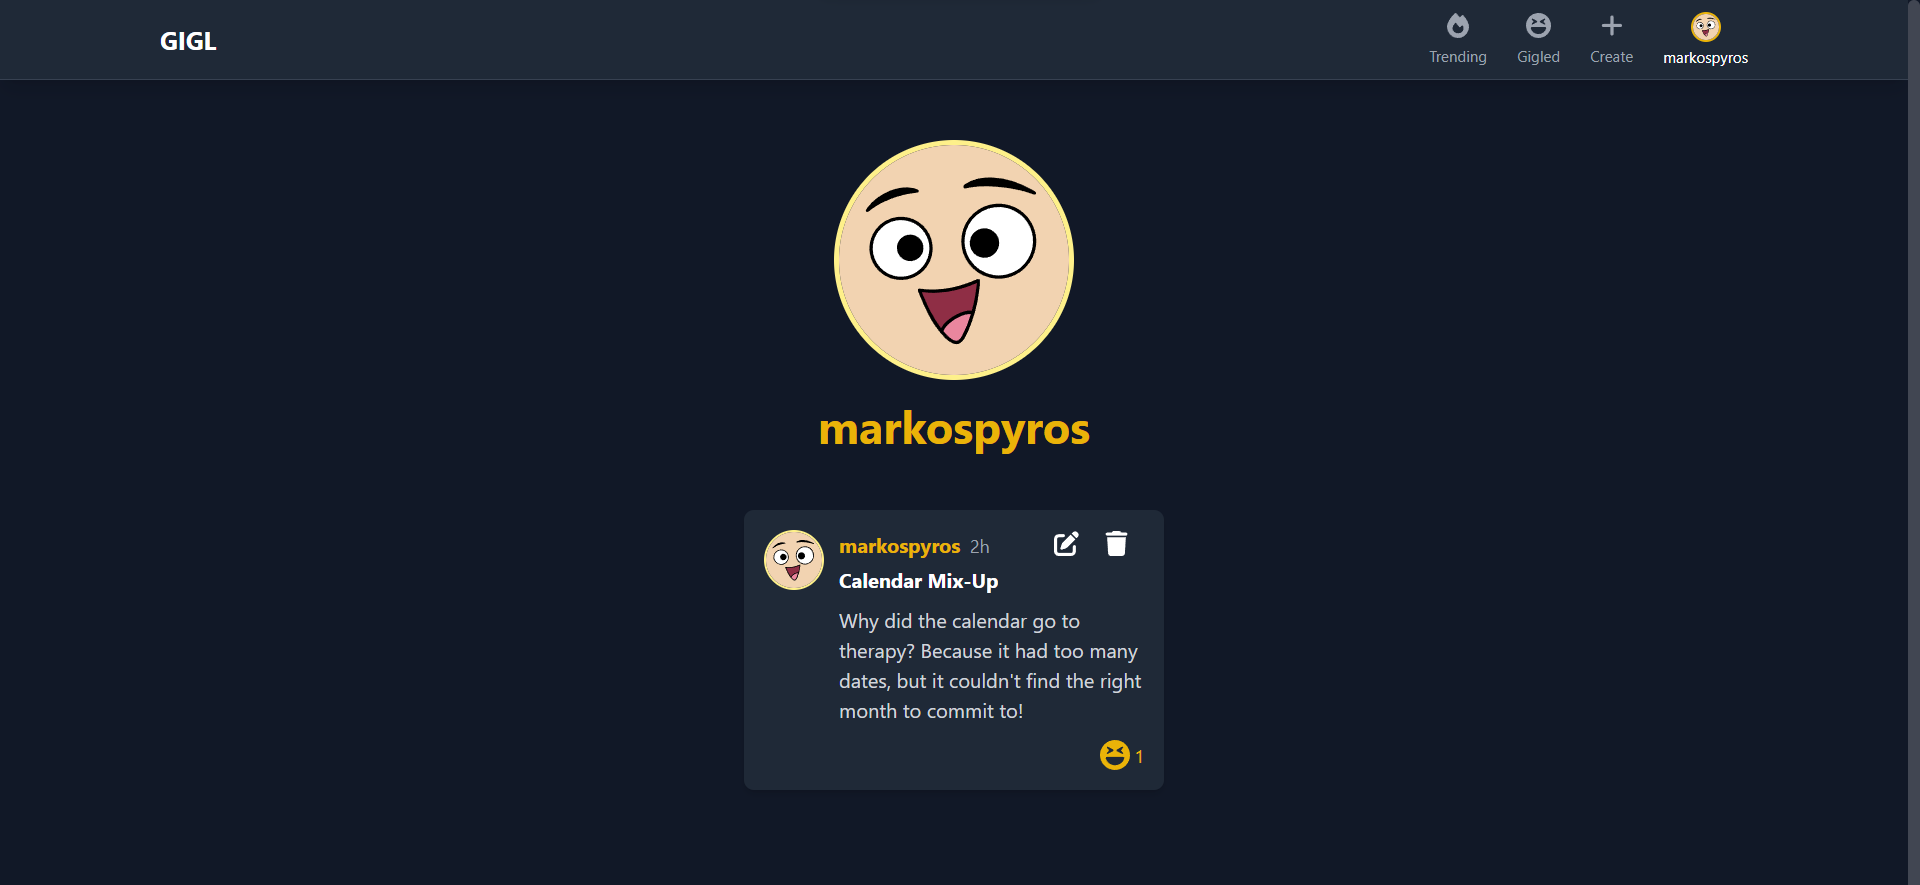 GIGL
Trending
Gigled
Create
markospyros
markospyros
markospyros 2h
Calendar Mix-Up
Why did the calendar go to
therapy? Because it had too many
dates, but it couldn't find the right
month to commit to!
1